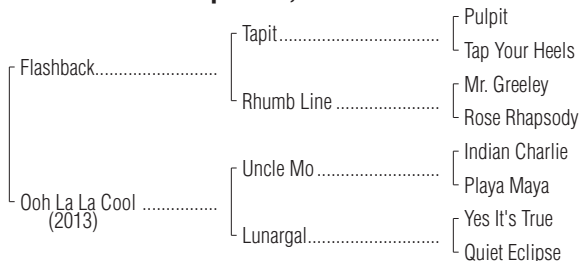 Pulpit
Tapit
Tap Your Heels
Flashback
Mr. Greeley
Rhumb Line
Rose Rhapsody
Indian Charlie
Uncle Mo
Playa Maya
Ooh La La Cool
(2013)
Yes It's True
Lunargal
Quiet Eclipse